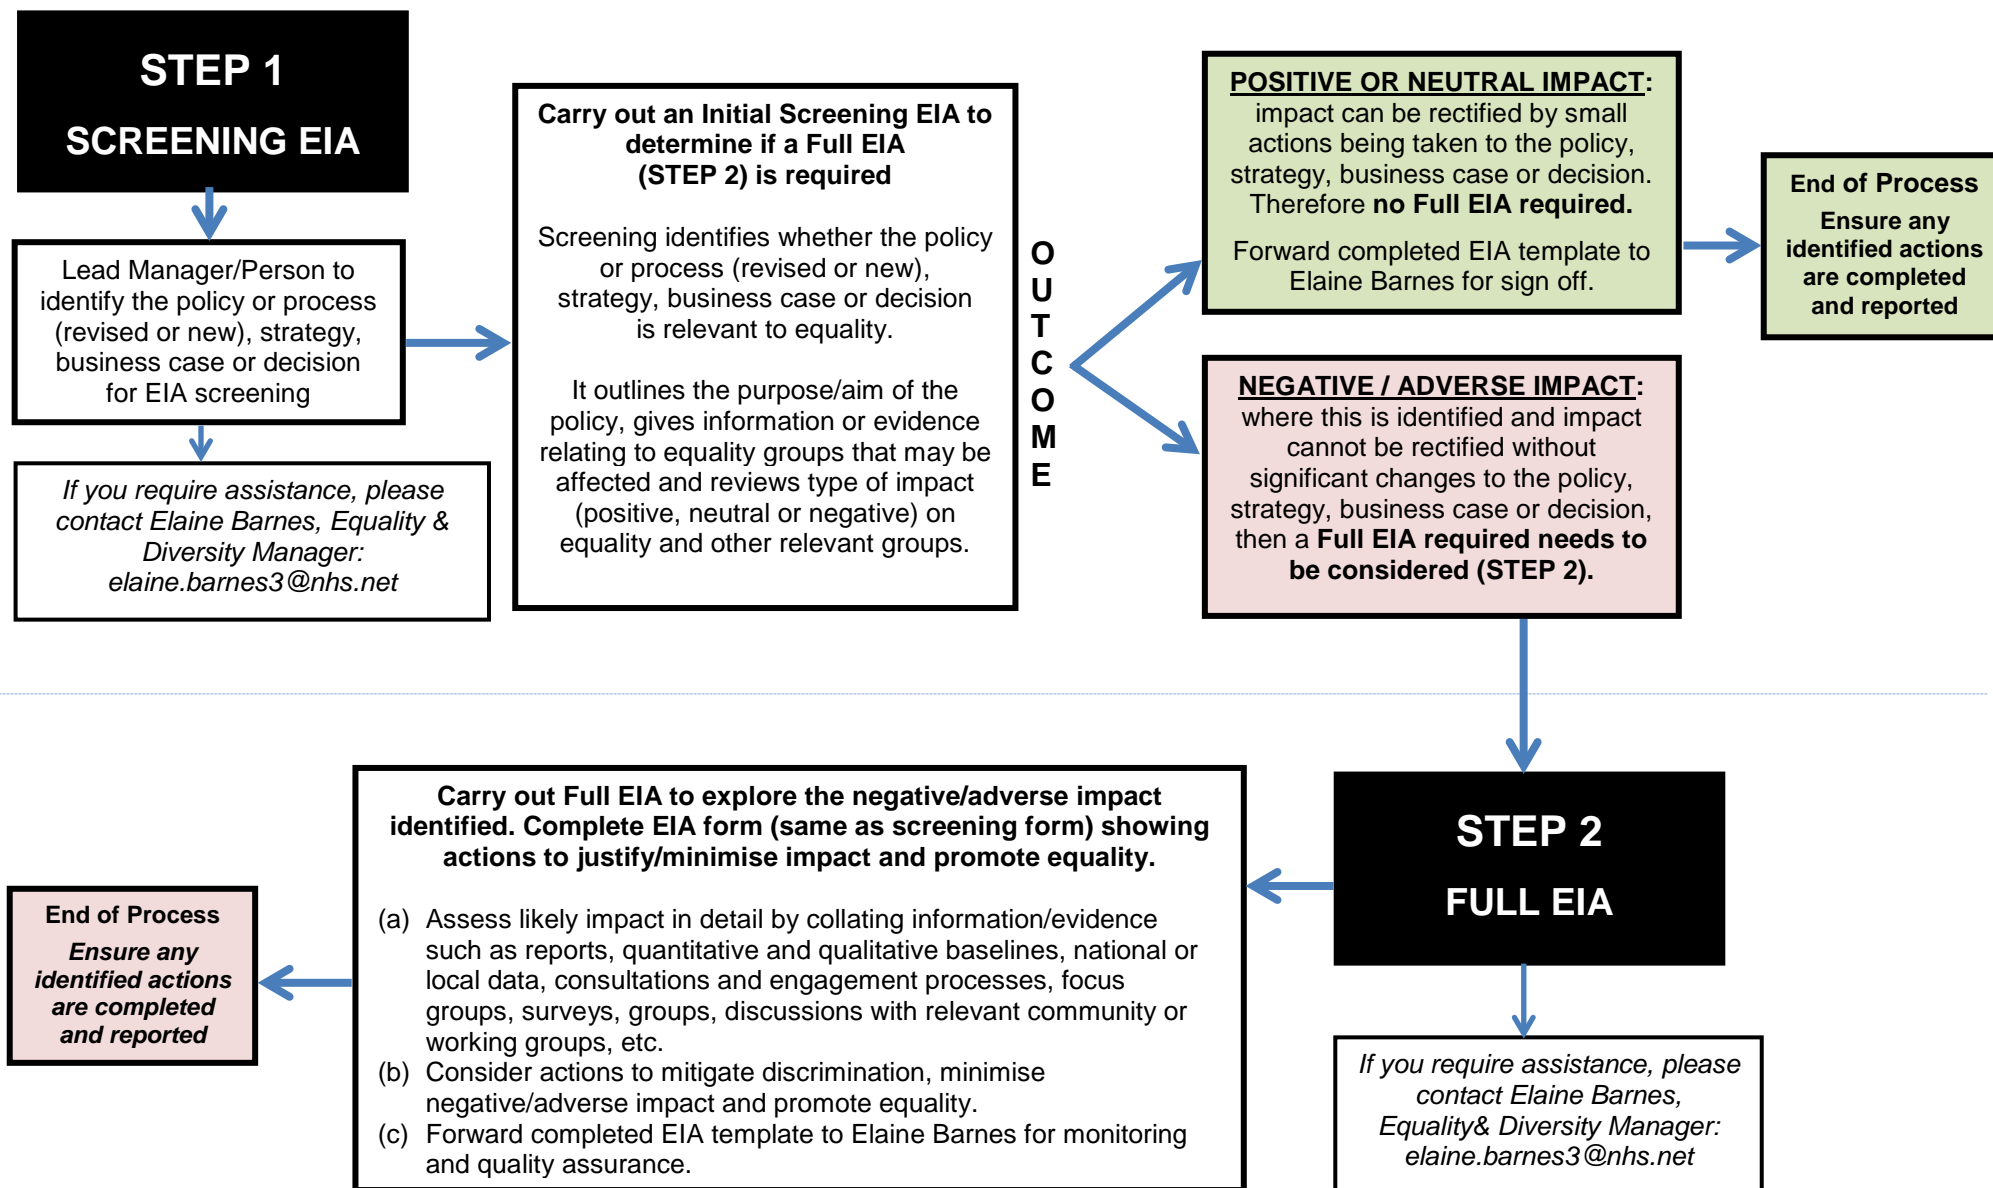 STEP 1
SCREENING EIA
Lead Manager/Person to
identify the policy or process
(revised or new), strategy,
business case or decision
for EIA screening
If you require assistance, please
contact Elaine Barnes, Equality &
Diversity Manager:
elaine.barnes3@nhs.net
Carry out an Initial Screening EIA to
determine if a Full EIA
(STEP 2) is required
Screening identifies whether the policy
or process (revised or new),
strategy, business case or decision
is relevant to equality.
It outlines the purpose/aim of the
policy, gives information or evidence
relating to equality groups that may be
affected and reviews type of impact
(positive, neutral or negative) on
equality and other relevant groups.
OUTCOME
POSITIVE OR NEUTRAL IMPACT:
impact can be rectified by small
actions being taken to the policy,
strategy, business case or decision.
Therefore no Full EIA required.
Forward completed EIA template to
Elaine Barnes for sign off.
End of Process
Ensure any
identified actions
are completed
and reported
NEGATIVE / ADVERSE IMPACT:
where this is identified and impact
cannot be rectified without
significant changes to the policy,
strategy, business case or decision,
then a Full EIA required needs to
be considered (STEP 2).
STEP 2
FULL EIA
If you require assistance, please
contact Elaine Barnes,
Equality& Diversity Manager:
elaine.barnes3@nhs.net
Carry out Full EIA to explore the negative/adverse impact
identified. Complete EIA form (same as screening form) showing
actions to justify/minimise impact and promote equality.
(a) Assess likely impact in detail by collating information/evidence
such as reports, quantitative and qualitative baselines, national or
local data, consultations and engagement processes, focus
groups, surveys, groups, discussions with relevant community or
working groups, etc.
(b) Consider actions to mitigate discrimination, minimise
negative/adverse impact and promote equality.
(c) Forward completed EIA template to Elaine Barnes for monitoring
and quality assurance.
End of Process
Ensure any
identified actions
are completed
and reported